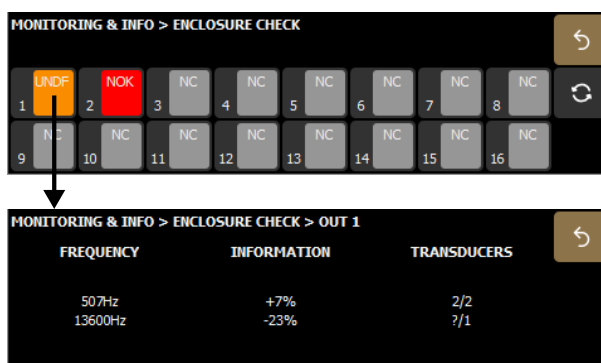 MONITORING & INFO > ENCLOSURE CHECK
1 UNDF 2 NOK 3 NC 4 NC 5 NC 6 NC 7 NC 8 NC
9 NC 10 NC 11 NC 12 NC 13 NC 14 NC 15 NC 16 NC
MONITORING & INFO > ENCLOSURE CHECK > OUT 1
FREQUENCY INFORMATION TRANSDUCERS
507Hz +7% 2/2
13600Hz -23% ?/1